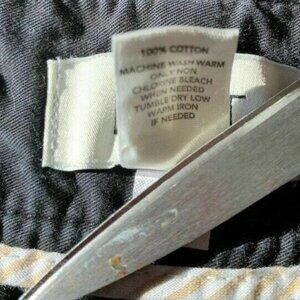 100% COTTON
MACHINE WASH WARM
ONLY NON
CHLORINE BLEACH
WHEN NEEDED
TUMBLE DRY LOW
WARM IRON
IF NEEDED